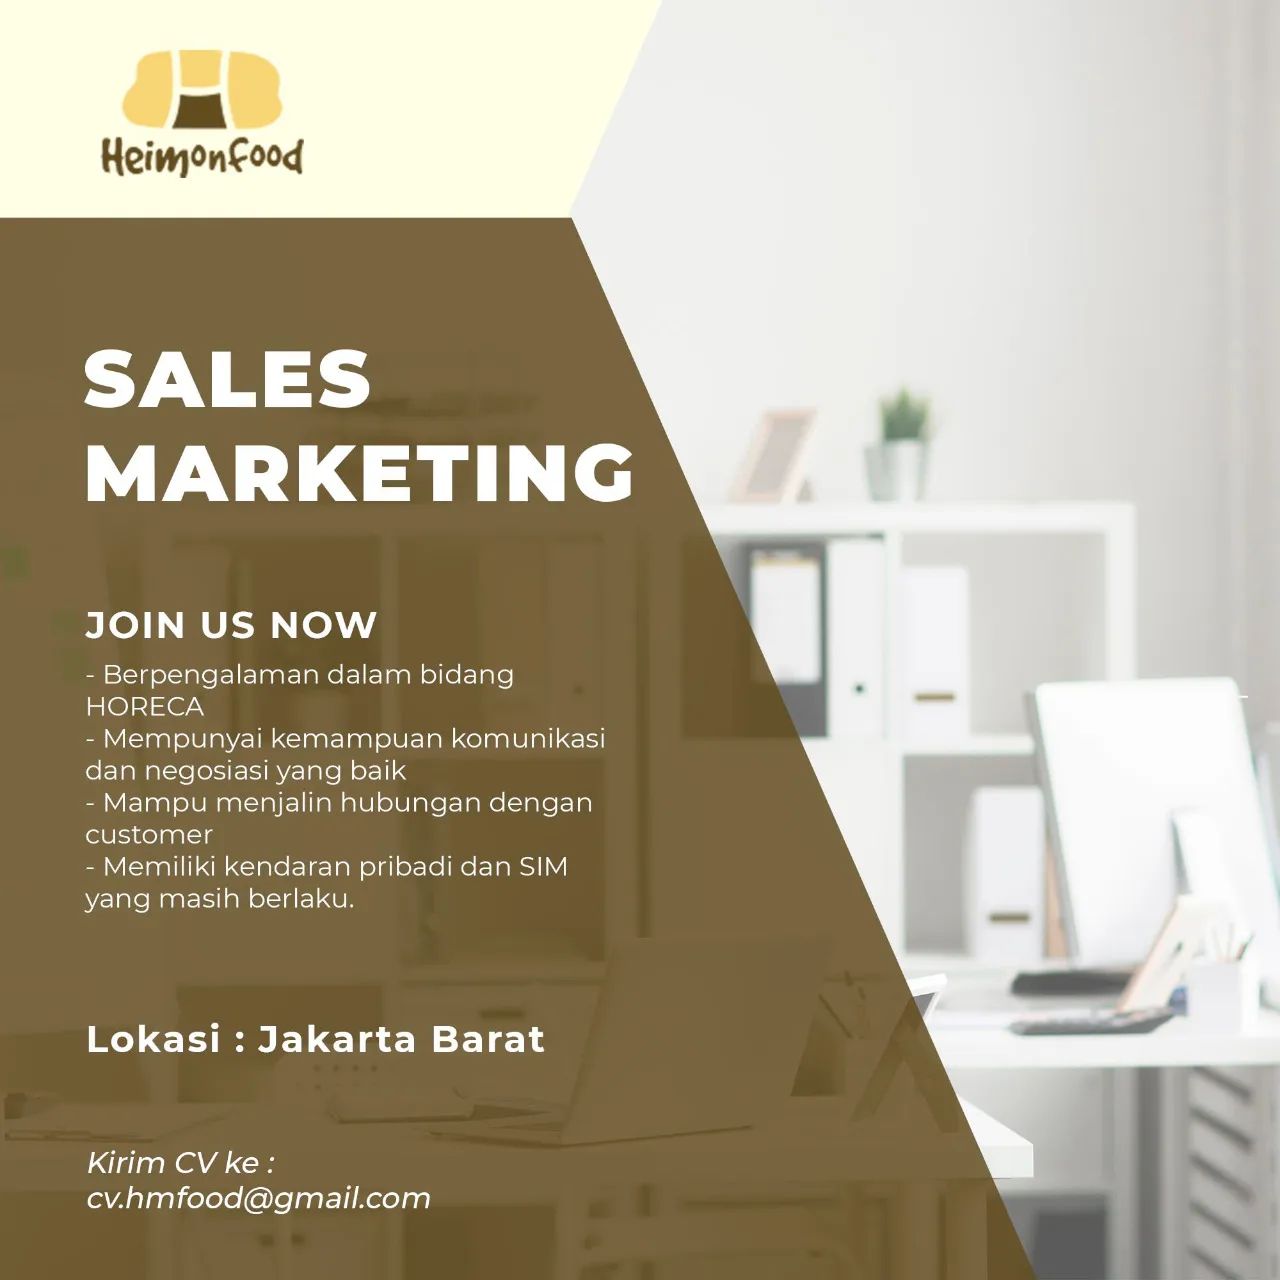 Heimonfood
SALES
MARKETING
JOIN US NOW
- Berpengalaman dalam bidang
HORECA
- Mempunyai kemampuan komunikasi
dan negosiasi yang baik
- Mampu menjalin hubungan dengan
customer
- Memiliki kendaran pribadi dan SIM
yang masih berlaku.
Lokasi : Jakarta Barat
Kirim CV ke :
cv.hmfood@gmail.com